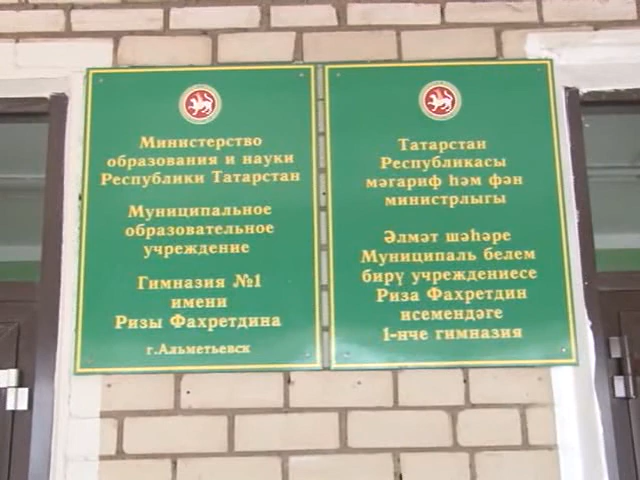 Министерство
образования и науки
Республики Татарстан
Муниципальное
образовательное
учреждение
Гимназия №1
имени
Ризы Фахретдина
г.Альметьевск
Татарстан
Республикасы
мәгариф һәм фән
министрлыгы
Әлмәт шәһәре
Муниципаль белем
бирү учреждениесе
Риза Фахретдин
исемендәге
1-нче гимназия